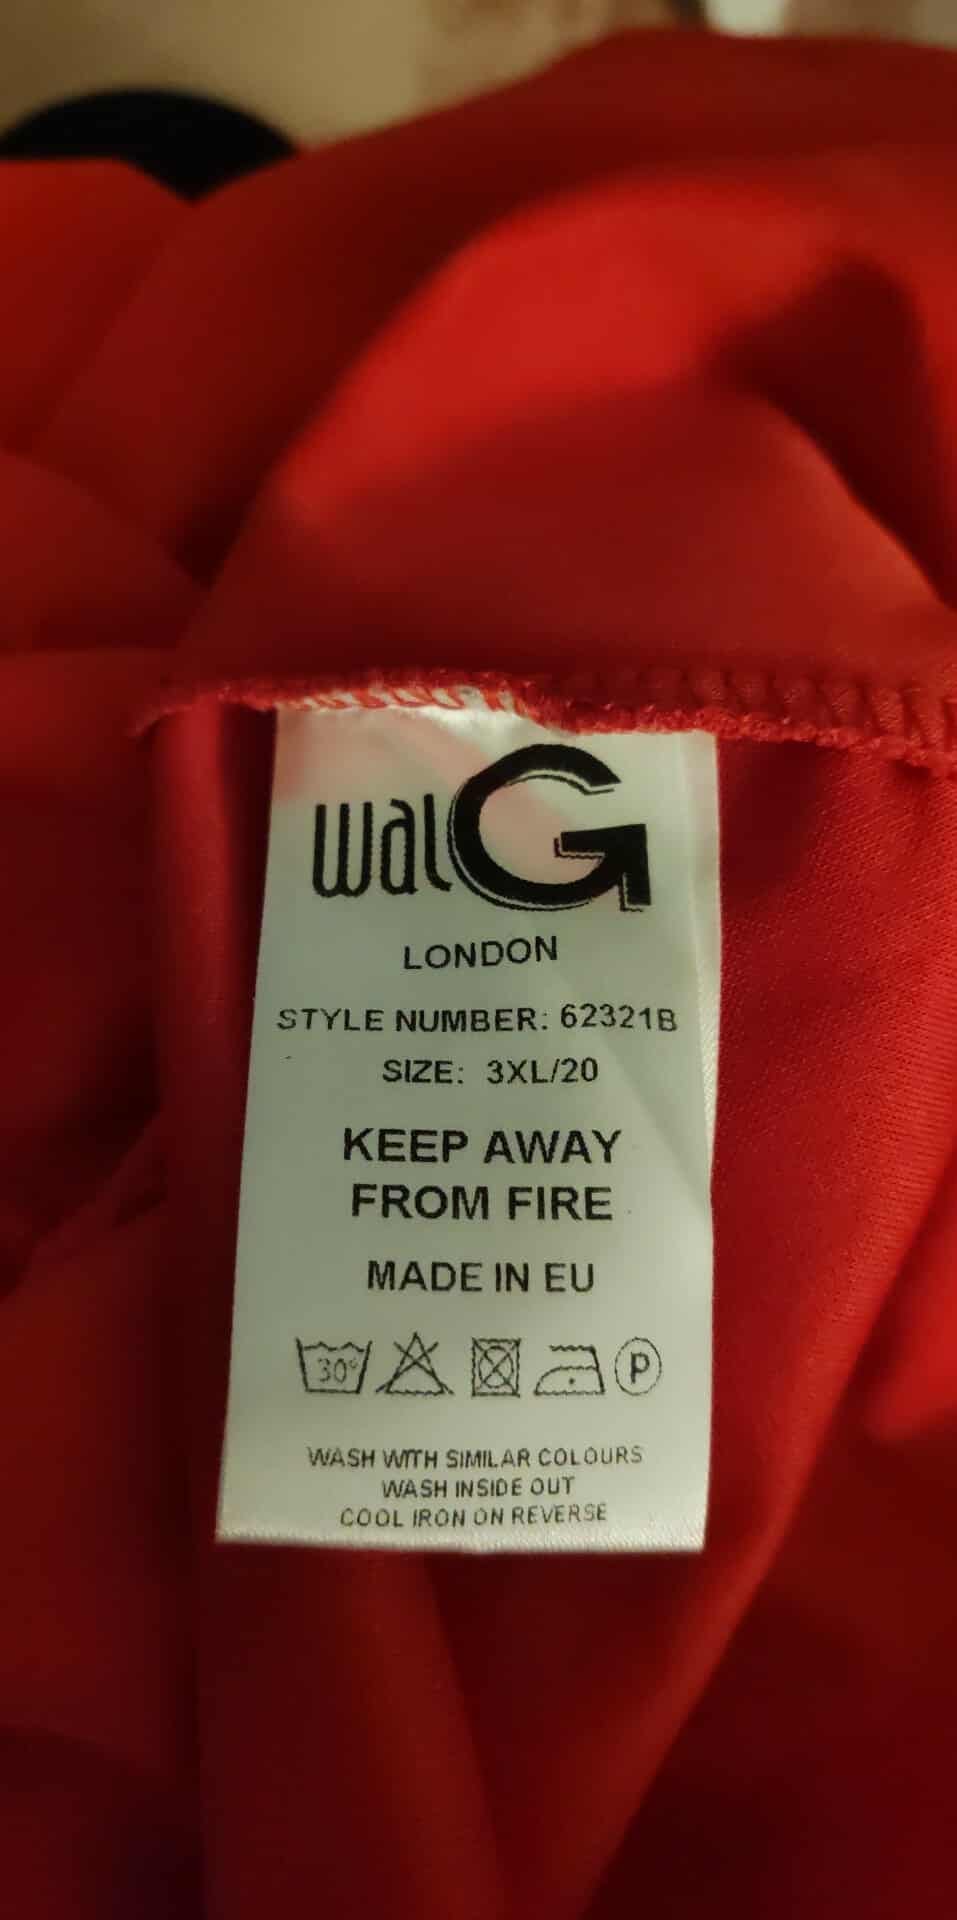 walG
LONDON
STYLE NUMBER: 62321B
SIZE: 3XL/20
KEEP AWAY
FROM FIRE
MADE IN EU
30° P
WASH WITH SIMILAR COLOURS
WASH INSIDE OUT
COOL IRON ON REVERSE